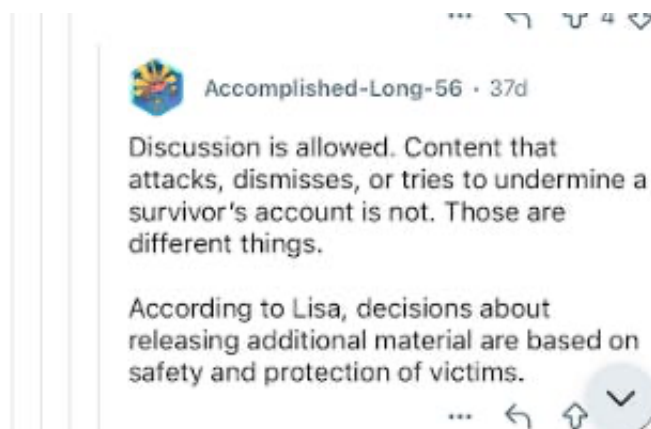 4
Accomplished-Long-56 · 37d
Discussion is allowed. Content that
attacks, dismisses, or tries to undermine a
survivor's account is not. Those are
different things.
According to Lisa, decisions about
releasing additional material are based on
safety and protection of victims.